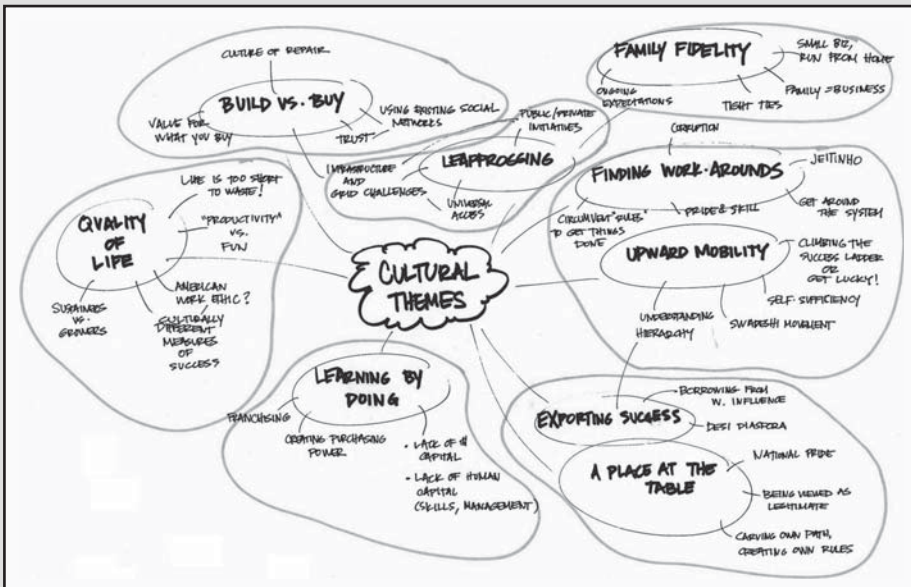 CULTURE OF REPAIR
BUILD VS. BUY
VALUE FOR
WHAT YOU BUY
TRUST
USING EXISTING SOCIAL
NETWORKS
FAMILY FIDELITY
SMALL BIZ,
RUN FROM HOME
FAMILY = BUSINESS
TIGHT TIES
ONGOING
EXPECTATIONS
PUBLIC/PRIVATE
INITIATIVES
LEAPFROGGING
INFRASTRUCTURE
AND
GRID CHALLENGES
UNIVERSAL
ACCESS
CORRUPTION
FINDING WORK-AROUNDS
JEITINHO
GET AROUND
THE SYSTEM
PRIDE & SKILL
CIRCUMVENT "RULES"
TO GET THINGS
DONE
UPWARD MOBILITY
CLIMBING THE
SUCCESS LADDER
OR
GET LUCKY!
SELF-SUFFICIENCY
SWADESHI MOVEMENT
UNDERSTANDING
HIERARCHY
LIFE IS TOO SHORT
TO WASTE!
QUALITY
OF
LIFE
"PRODUCTIVITY"
VS.
FUN
AMERICAN
WORK ETHIC?
CULTURALLY
DIFFERENT
MEASURES
OF
SUCCESS
SUSTAINERS
VS.
GROWERS
CULTURAL
THEMES
LEARNING BY
DOING
FRANCHISING
CREATING PURCHASING
POWER
• LACK OF $
CAPITAL
• LACK OF HUMAN
CAPITAL
(SKILLS, MANAGEMENT)
BORROWING FROM
W. INFLUENCE
EXPORTING SUCCESS
DESI DIASPORA
A PLACE AT THE
TABLE
NATIONAL PRIDE
BEING VIEWED AS
LEGITIMATE
CARVING OWN PATH,
CREATING OWN RULES